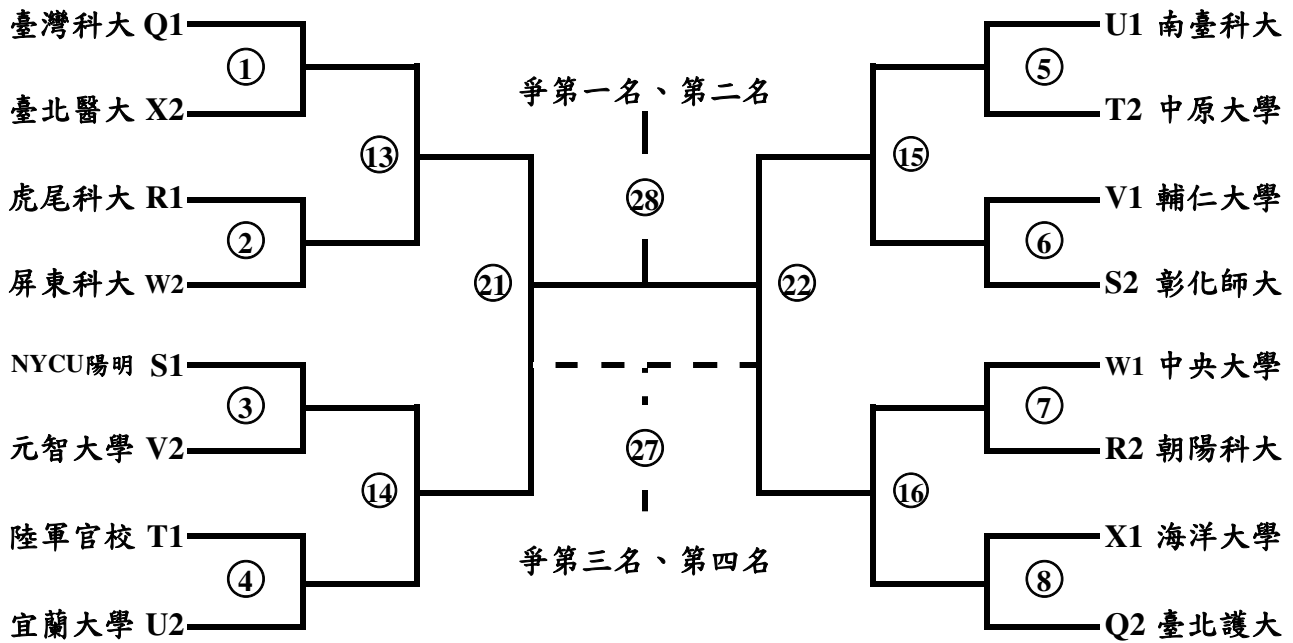 臺灣科大 Q1
①
臺北醫大 X2
⑬
虎尾科大 R1
②
屏東科大 W2
㉑
NYCU陽明 S1
③
元智大學 V2
⑭
陸軍官校 T1
④
宜蘭大學 U2
爭第一名、第二名
㉘
㉗
爭第三名、第四名
U1 南臺科大
⑤
T2 中原大學
⑮
V1 輔仁大學
⑥
S2 彰化師大
㉒
W1 中央大學
⑦
R2 朝陽科大
⑯
X1 海洋大學
⑧
Q2 臺北護大